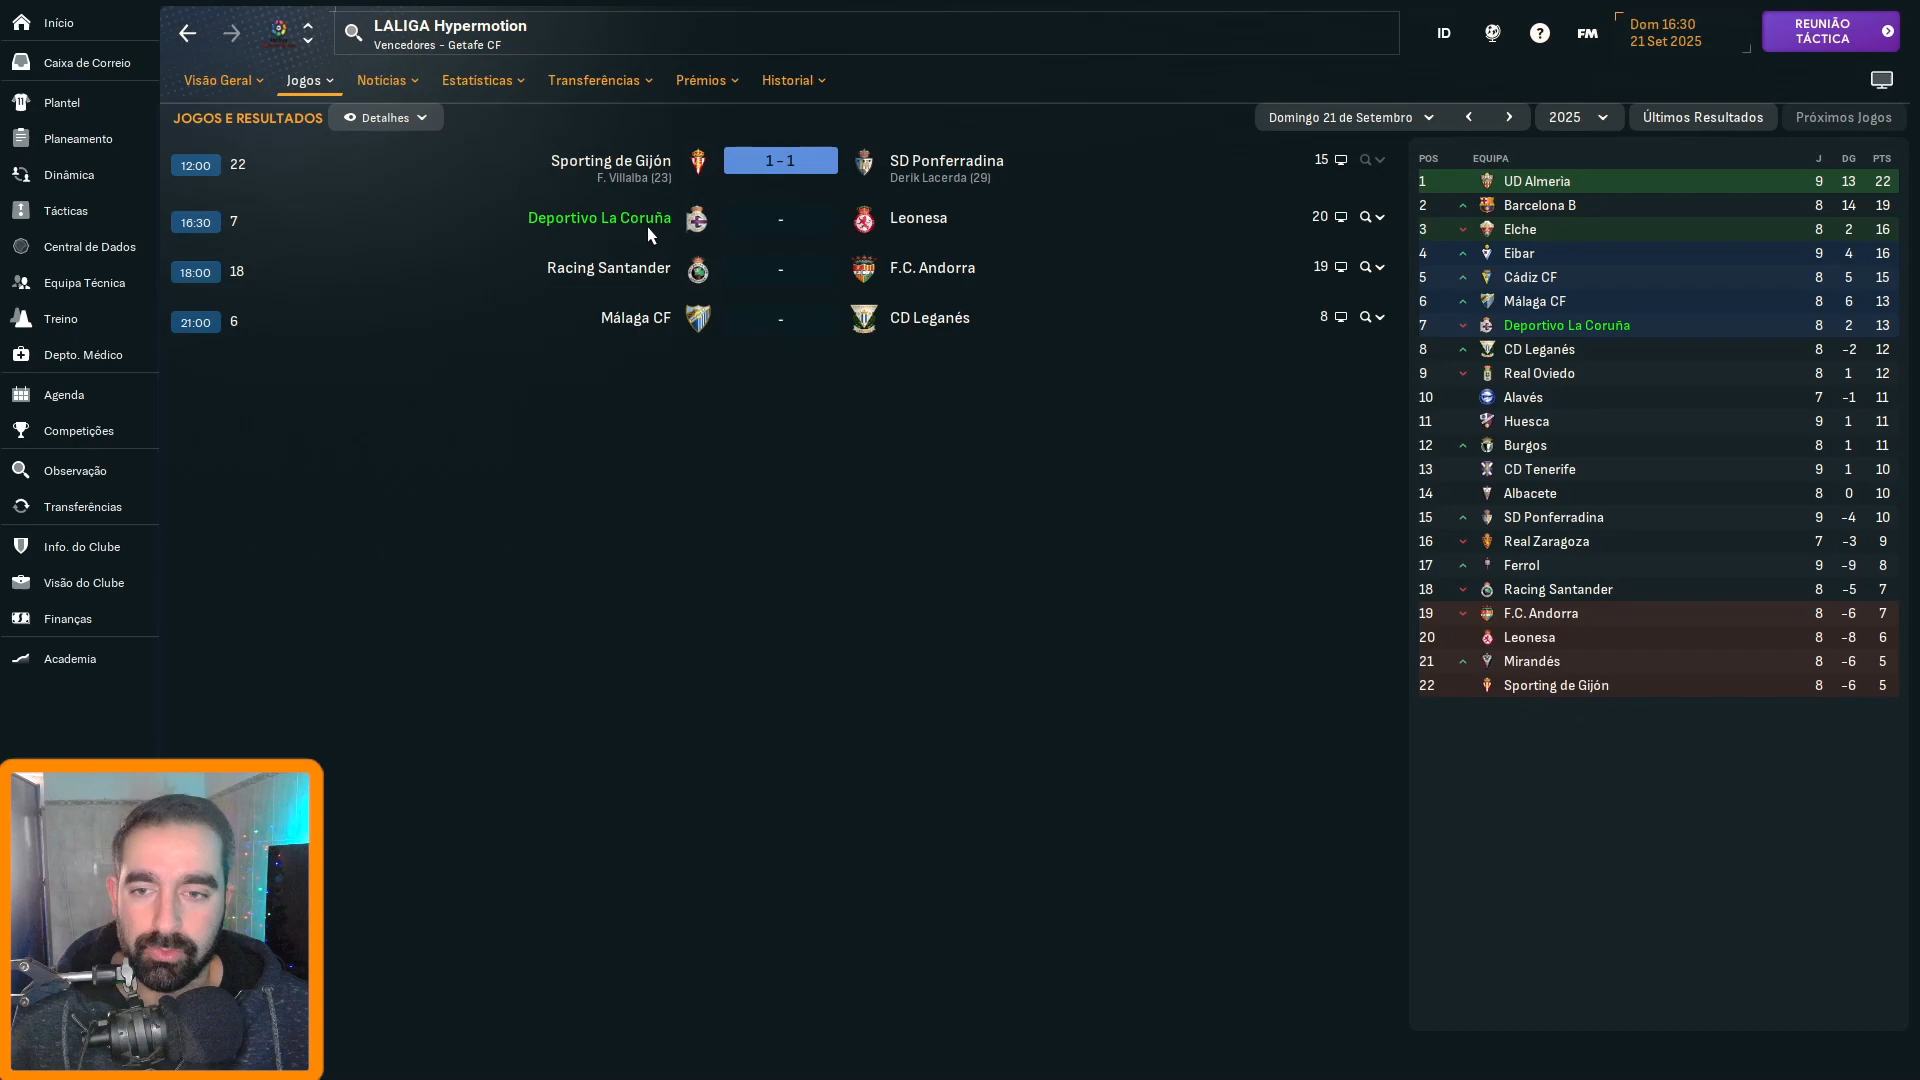 Início
Caixa de Correio
Plantel
Planeamento
Dinâmica
Tácticas
Central de Dados
Equipa Técnica
Treino
Depto. Médico
Agenda
Competições
Observação
Transferências
Info. do Clube
Visão do Clube
Finanças
Academia
LALIGA Hypermotion
Vencedores - Getafe CF
ID
FM
Dom 16:30
21 Set 2025
REUNIÃO
TÁCTICA
Visão Geral
Jogos
Notícias
Estatísticas
Transferências
Prémios
Historial
JOGOS E RESULTADOS
Detalhes
Domingo 21 de Setembro
2025
Últimos Resultados
Próximos Jogos
12:00 22 Sporting de Gijón 1 - 1 SD Ponferradina 15
F. Villalba (23) Derik Lacerda (29)
16:30 7 Deportivo La Coruña - Leonesa 20
18:00 18 Racing Santander - F.C. Andorra 19
21:00 6 Málaga CF - CD Leganés 8
POS EQUIPA J DG PTS
1 UD Almería 9 13 22
2 Barcelona B 8 14 19
3 Elche 8 2 16
4 Eibar 9 4 16
5 Cádiz CF 8 5 15
6 Málaga CF 8 6 13
7 Deportivo La Coruña 8 2 13
8 CD Leganés 8 -2 12
9 Real Oviedo 8 1 12
10 Alavés 7 -1 11
11 Huesca 9 1 11
12 Burgos 8 1 11
13 CD Tenerife 9 1 10
14 Albacete 8 0 10
15 SD Ponferradina 9 -4 10
16 Real Zaragoza 7 -3 9
17 Ferrol 9 -9 8
18 Racing Santander 8 -5 7
19 F.C. Andorra 8 -6 7
20 Leonesa 8 -8 6
21 Mirandés 8 -6 5
22 Sporting de Gijón 8 -6 5